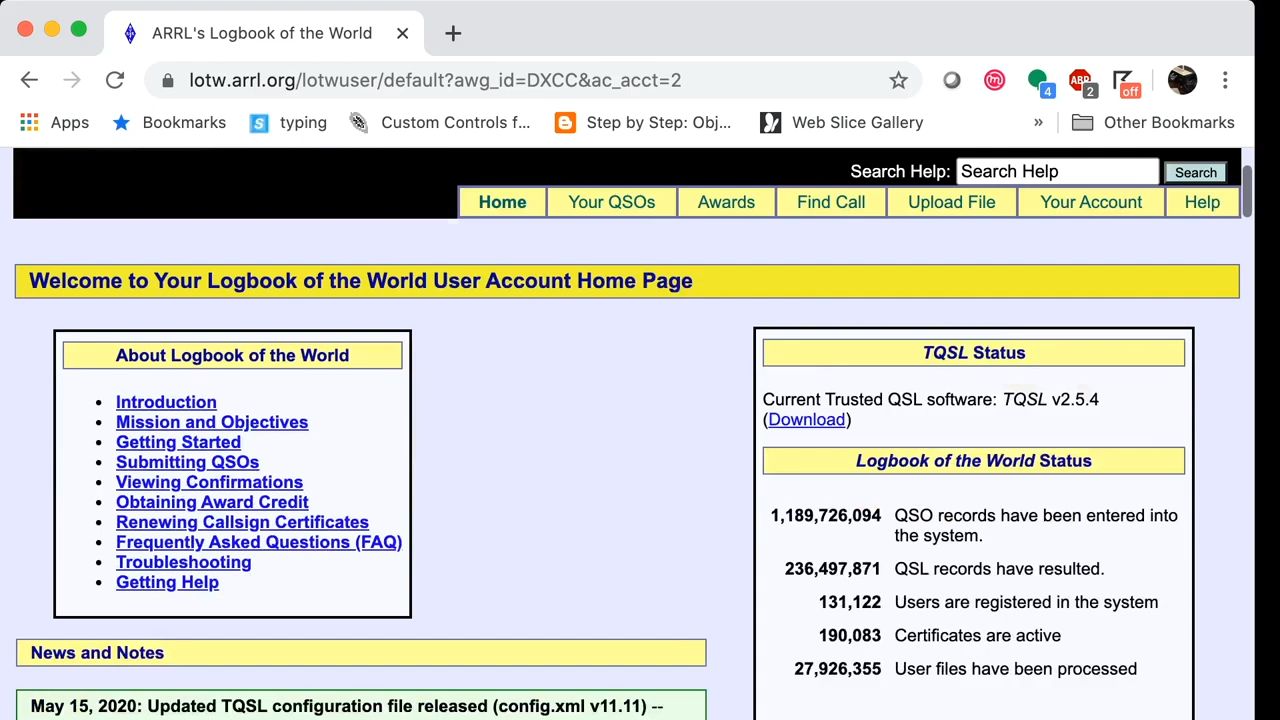 ARRL's Logbook of the World
lotw.arrl.org/lotwuser/default?awg_id=DXCC&ac_acct=2
4
ABP
2
off
Apps
Bookmarks
S
typing
Custom Controls f...
Step by Step: Obj...
Web Slice Gallery
»
Other Bookmarks
Search Help: Search Help Search
Home Your QSOs Awards Find Call Upload File Your Account Help
Welcome to Your Logbook of the World User Account Home Page
About Logbook of the World
Introduction
Mission and Objectives
Getting Started
Submitting QSOs
Viewing Confirmations
Obtaining Award Credit
Renewing Callsign Certificates
Frequently Asked Questions (FAQ)
Troubleshooting
Getting Help
News and Notes
May 15, 2020: Updated TQSL configuration file released (config.xml v11.11) --
TQSL Status
Current Trusted QSL software: TQSL v2.5.4
(Download)
Logbook of the World Status
1,189,726,094 QSO records have been entered into
the system.
236,497,871 QSL records have resulted.
131,122 Users are registered in the system
190,083 Certificates are active
27,926,355 User files have been processed